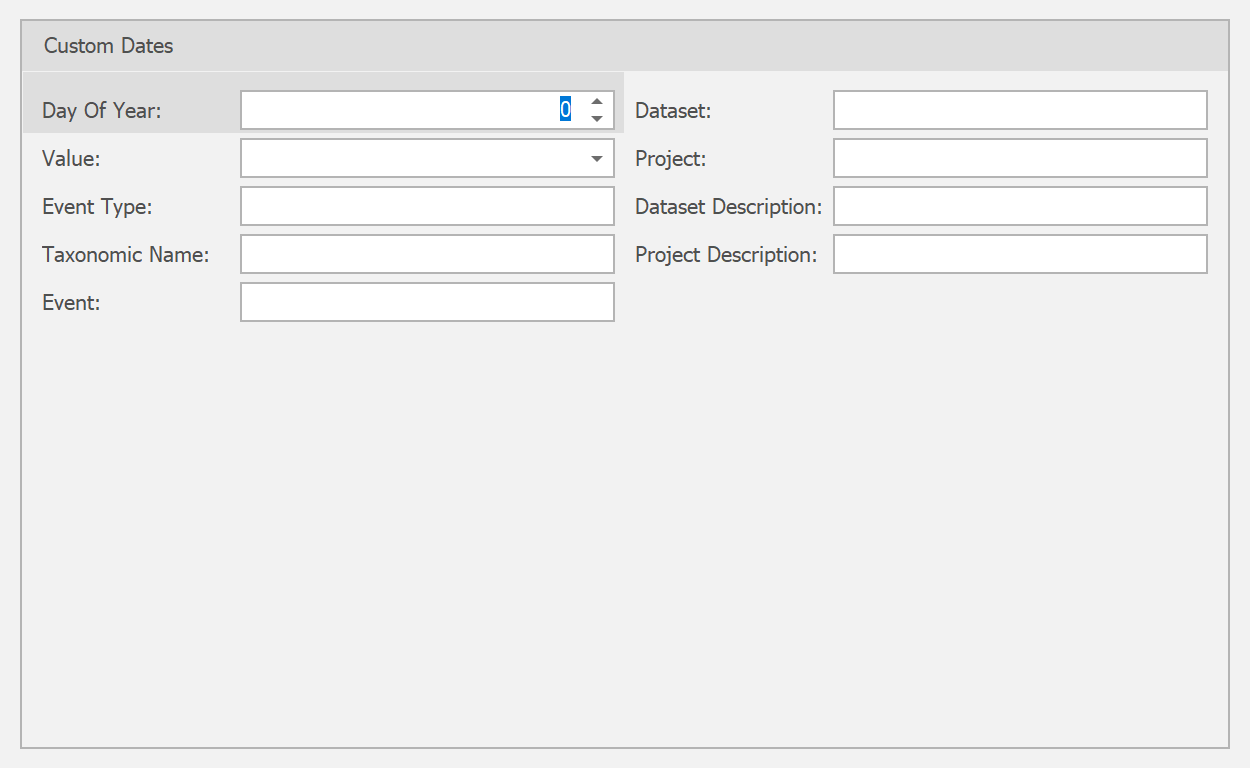 Custom Dates
Day Of Year:
0
Value:
Event Type:
Taxonomic Name:
Event:
Dataset:
Project:
Dataset Description:
Project Description: